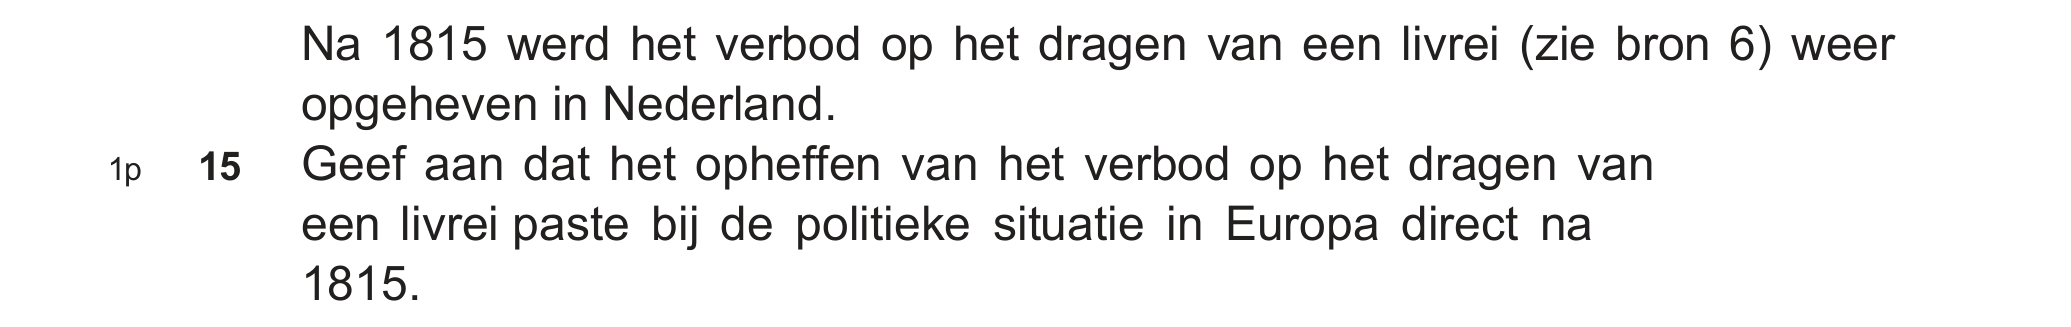 Na 1815 werd het verbod op het dragen van een livrei (zie bron 6) weer
opgeheven in Nederland.
1p 15 Geef aan dat het opheffen van het verbod op het dragen van
een livrei paste bij de politieke situatie in Europa direct na
1815.